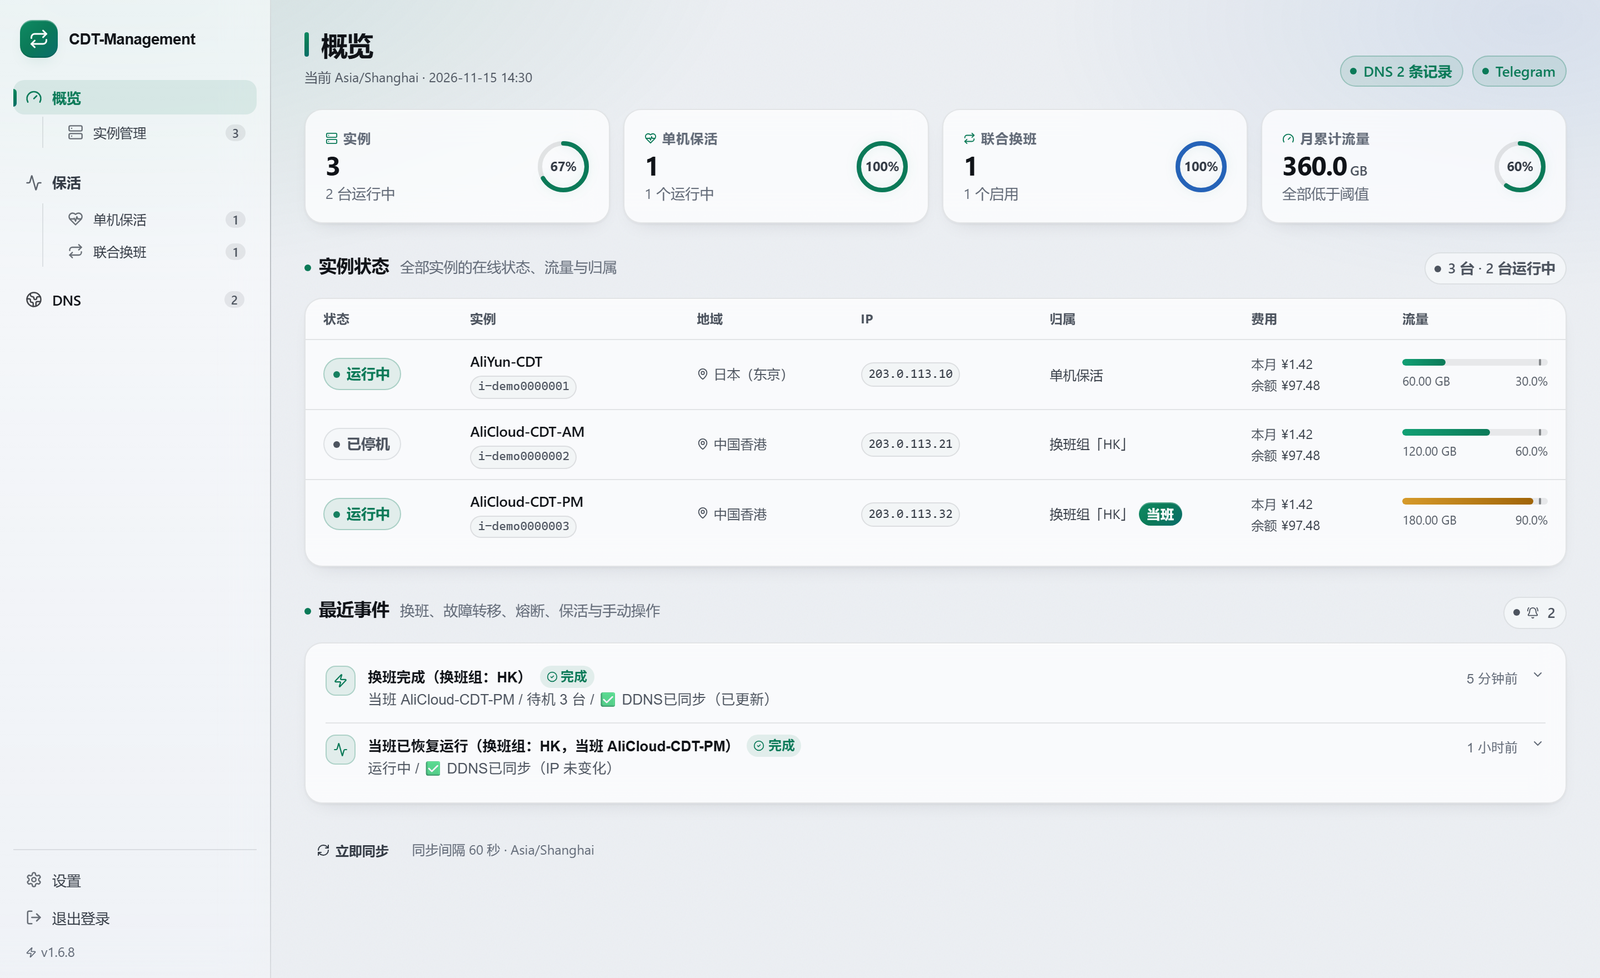 CDT-Management
概览
实例管理 3
保活
单机保活 1
联合换班 1
DNS 2
设置
退出登录
v1.6.8
概览
当前 Asia/Shanghai · 2026-11-15 14:30
DNS 2 条记录
Telegram
实例
3
2 台运行中
67%
单机保活
1
1 个运行中
100%
联合换班
1
1 个启用
100%
月累计流量
360.0 GB
全部低于阈值
60%
实例状态 全部实例的在线状态、流量与归属
3 台 · 2 台运行中
状态 实例 地域 IP 归属 费用 流量
运行中
AliYun-CDT
i-demo0000001
日本（东京）
203.0.113.10
单机保活
本月 ¥1.42
余额 ¥97.48
60.00 GB 30.0%
已停机
AliCloud-CDT-AM
i-demo0000002
中国香港
203.0.113.21
换班组「HK」
本月 ¥1.42
余额 ¥97.48
120.00 GB 60.0%
运行中
AliCloud-CDT-PM
i-demo0000003
中国香港
203.0.113.32
换班组「HK」 当班
本月 ¥1.42
余额 ¥97.48
180.00 GB 90.0%
最近事件 换班、故障转移、熔断、保活与手动操作
2
换班完成（换班组：HK） 完成
当班 AliCloud-CDT-PM / 待机 3 台 / ✅ DDNS已同步（已更新）
5 分钟前
当班已恢复运行（换班组：HK，当班 AliCloud-CDT-PM） 完成
运行中 / ✅ DDNS已同步（IP 未变化）
1 小时前
立即同步 同步间隔 60 秒 · Asia/Shanghai